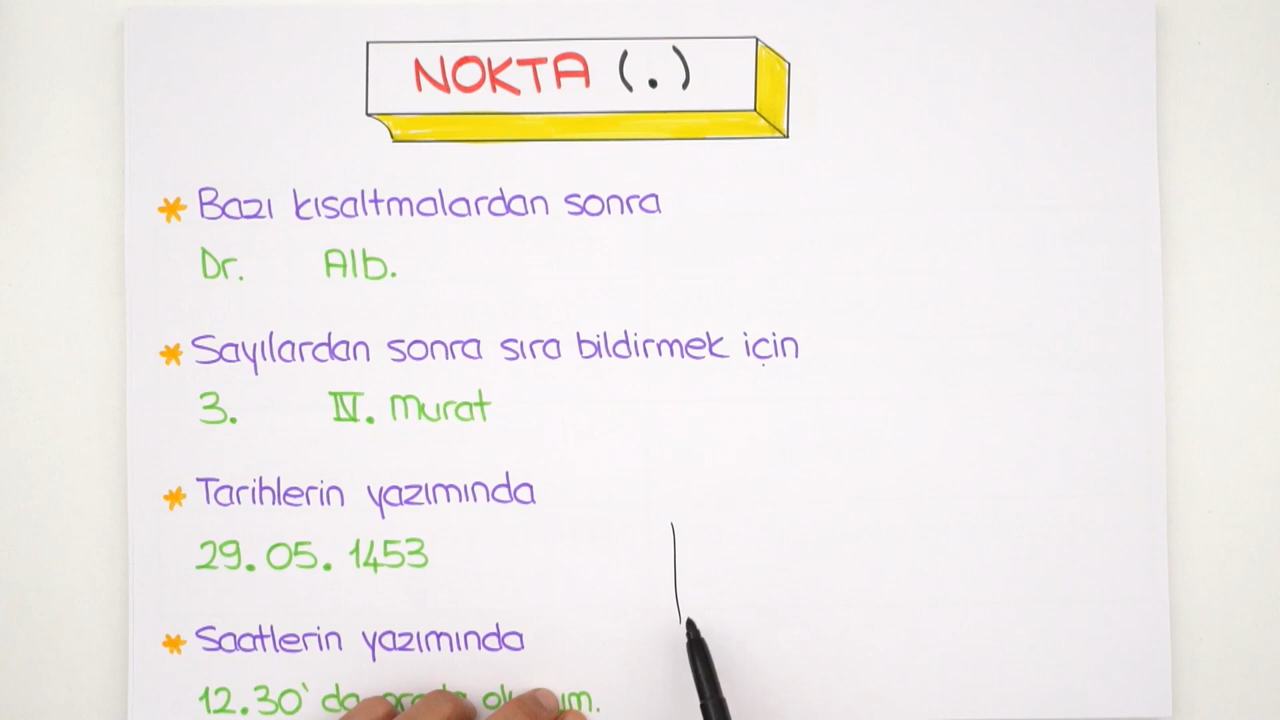 NOKTA (.)
* Bazı kısaltmalardan sonra
Dr. Alb.
* Sayılardan sonra sıra bildirmek için
3. IV. Murat
* Tarihlerin yazımında
29. 05. 1453
* Saatlerin yazımında
12.30'da